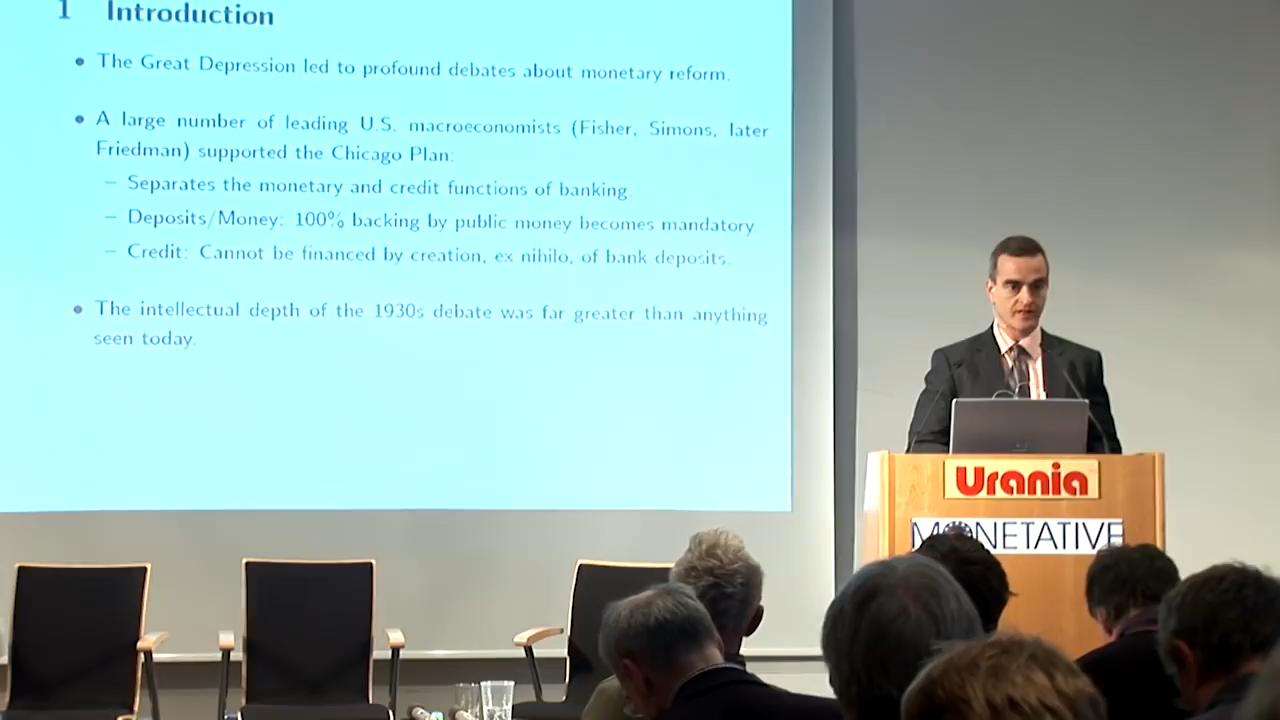 1 Introduction
• The Great Depression led to profound debates about monetary reform.
• A large number of leading U.S. macroeconomists (Fisher, Simons, later
Friedman) supported the Chicago Plan:
– Separates the monetary and credit functions of banking.
– Deposits/Money: 100% backing by public money becomes mandatory.
– Credit: Cannot be financed by creation, ex nihilo, of bank deposits.
• The intellectual depth of the 1930s debate was far greater than anything
seen today.
Urania
MONETATIVE